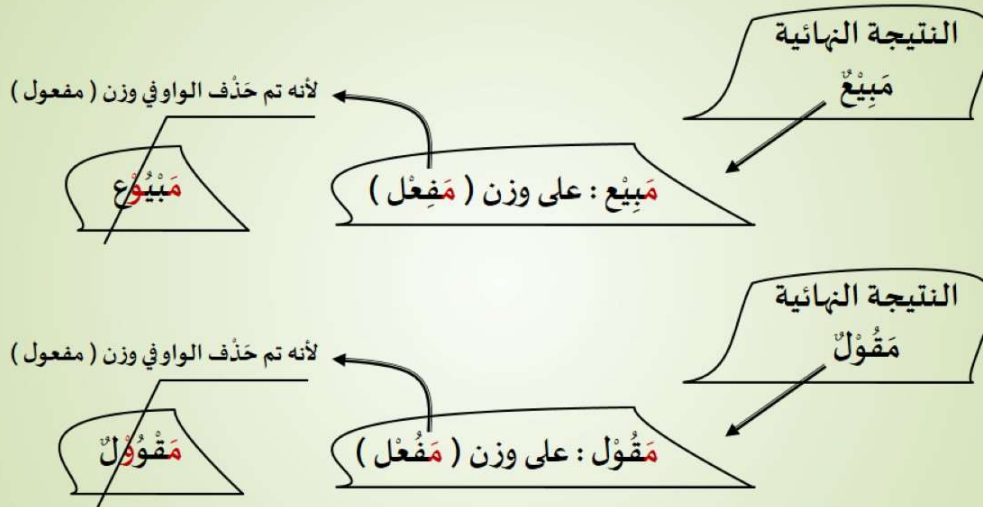 النتيجة النهائية
مَبِيْعٌ
لأنه تم حَذْف الواو في وزن ( مفعول )
مَبِيْع : على وزن ( مَفِعْل )
مَبْيُوْع
النتيجة النهائية
مَقُوْلٌ
لأنه تم حَذْف الواو في وزن ( مفعول )
مَقُوْل : على وزن ( مَفُعْل )
مَقْوُوْلٌ